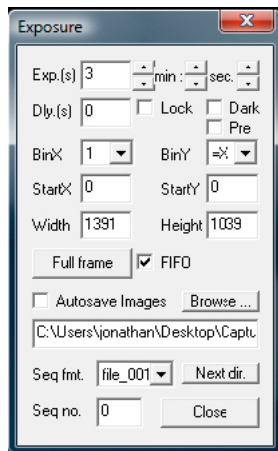 Exposure
Exp.(s) 3 min : sec.
Dly.(s) 0 Lock Dark
Pre
BinX 1 BinY =X
StartX 0 StartY 0
Width 1391 Height 1039
Full frame FIFO
Autosave Images Browse ...
C:\Users\jonathan\Desktop\Captu
Seq fmt. file_001 Next dir.
Seq no. 0 Close